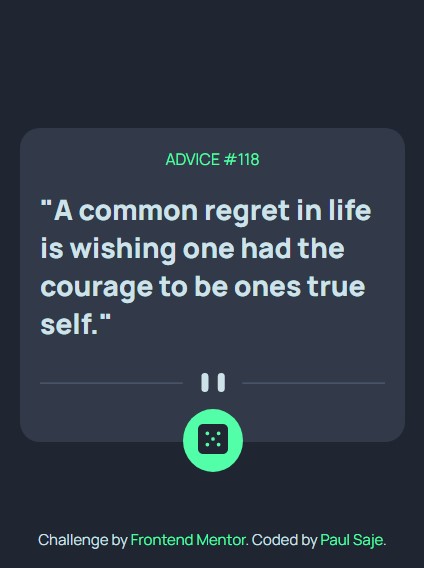 ADVICE #118
"A common regret in life
is wishing one had the
courage to be ones true
self."
Challenge by Frontend Mentor. Coded by Paul Saje.